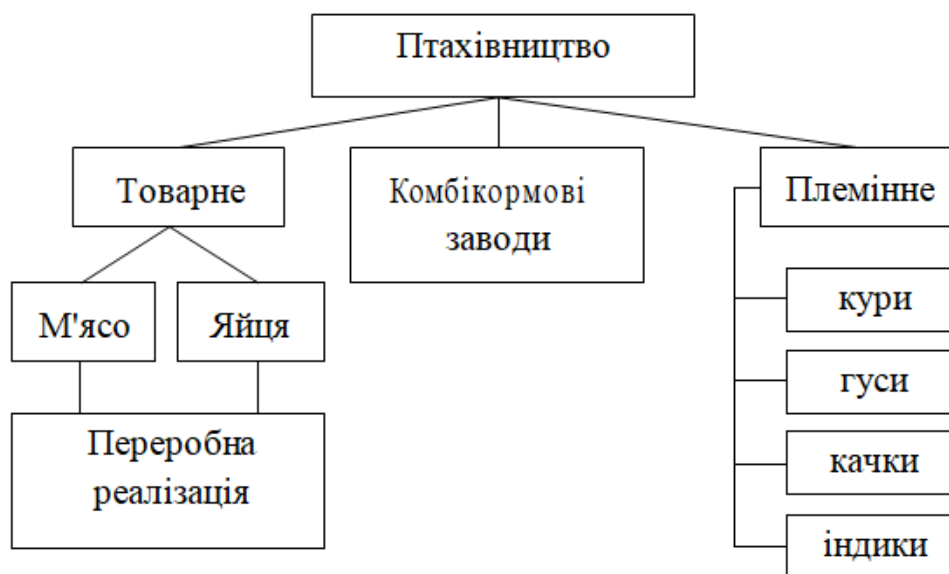 Птахівництво
Товарне
Комбікормові
заводи
Племінне
М'ясо
Яйця
кури
гуси
качки
індики
Переробна
реалізація